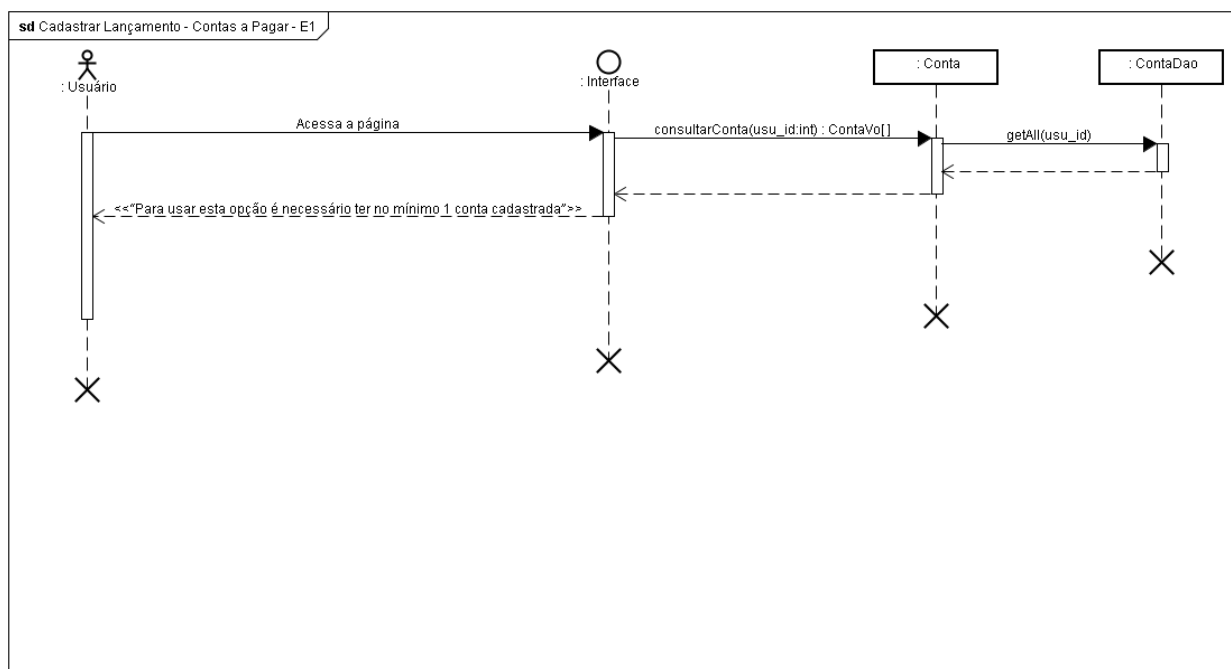 sd Cadastrar Lançamento - Contas a Pagar - E1
: Usuário
: Interface
: Conta
: ContaDao
Acessa a página
consultarConta(usu_id:int) : ContaVo[ ]
getAll(usu_id)
<<"Para usar esta opção é necessário ter no mínimo 1 conta cadastrada">>